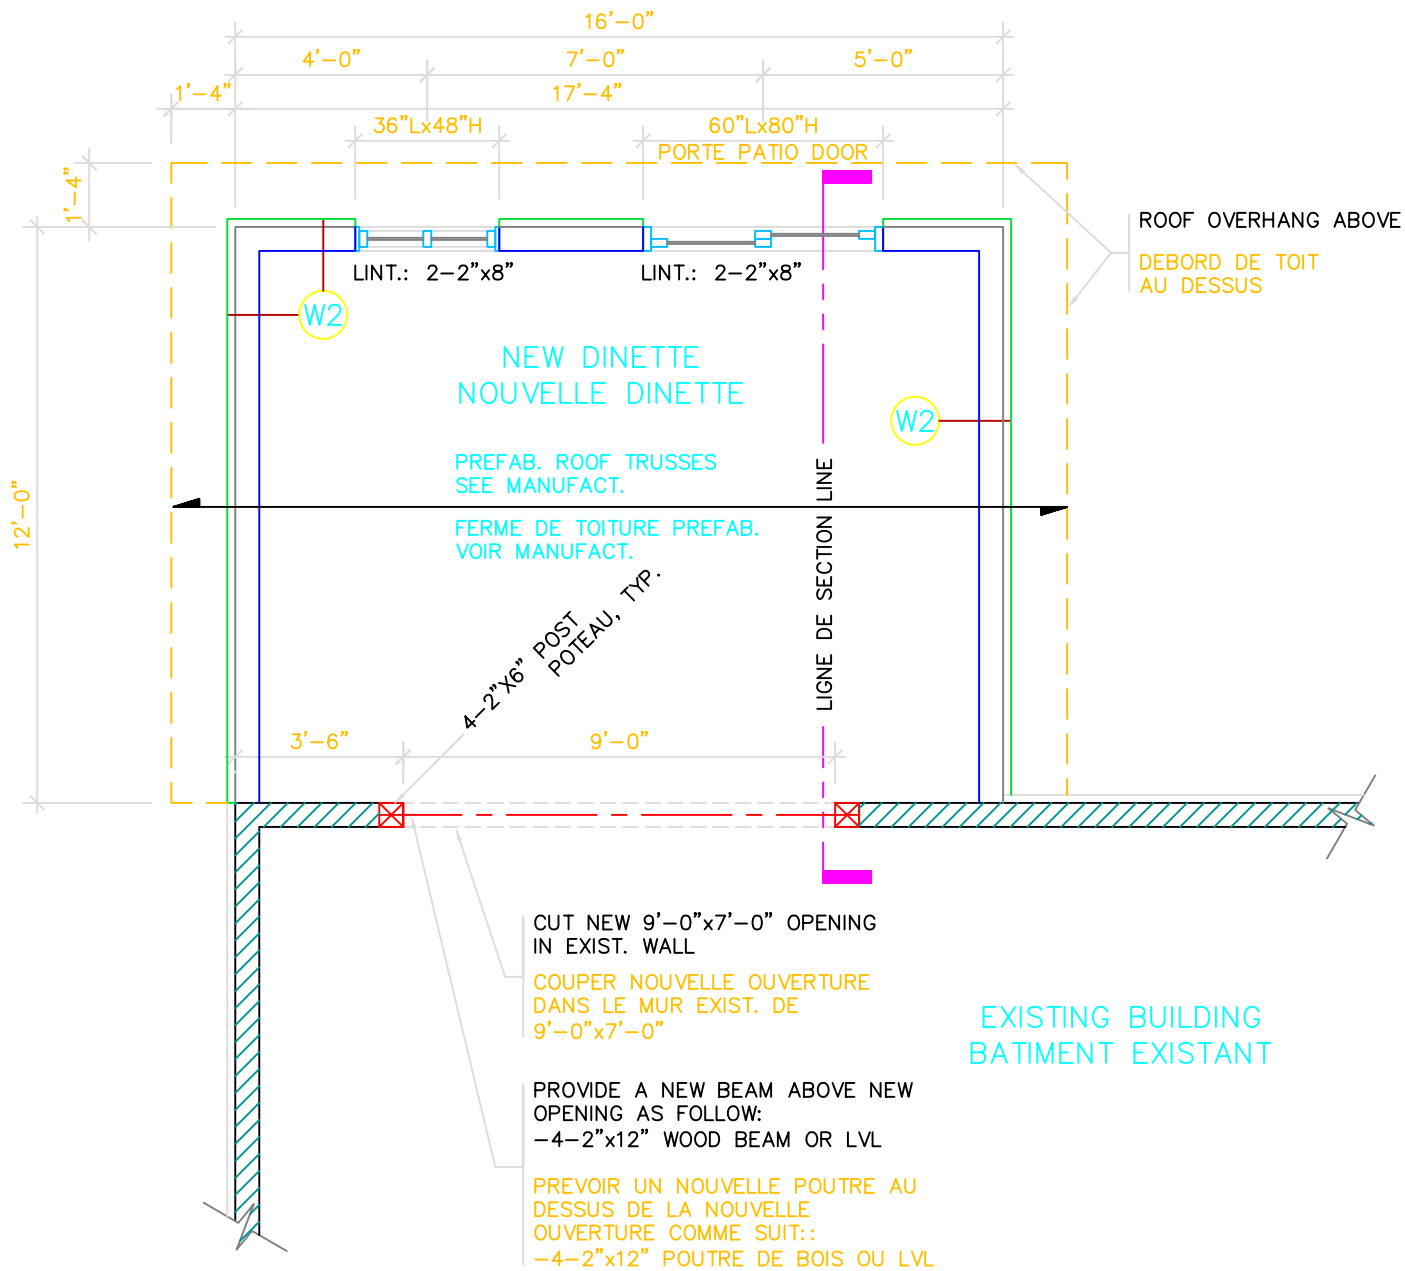 16'-0"
4'-0" 7'-0" 5'-0"
1'-4" 17'-4"
36"Lx48"H 60"Lx80"H
PORTE PATIO DOOR
1'-4"
ROOF OVERHANG ABOVE
DEBORD DE TOIT
AU DESSUS
LINT.: 2-2"x8" LINT.: 2-2"x8"
W2
NEW DINETTE
NOUVELLE DINETTE
W2
PREFAB. ROOF TRUSSES
SEE MANUFACT.
12'-0"
FERME DE TOITURE PREFAB.
VOIR MANUFACT.
LIGNE DE SECTION LINE
4-2"X6" POST
POTEAU, TYP.
3'-6" 9'-0"
CUT NEW 9'-0"x7'-0" OPENING
IN EXIST. WALL
COUPER NOUVELLE OUVERTURE
DANS LE MUR EXIST. DE
9'-0"x7'-0"
EXISTING BUILDING
BATIMENT EXISTANT
PROVIDE A NEW BEAM ABOVE NEW
OPENING AS FOLLOW:
-4-2"x12" WOOD BEAM OR LVL
PREVOIR UN NOUVELLE POUTRE AU
DESSUS DE LA NOUVELLE
OUVERTURE COMME SUIT::
-4-2"x12" POUTRE DE BOIS OU LVL